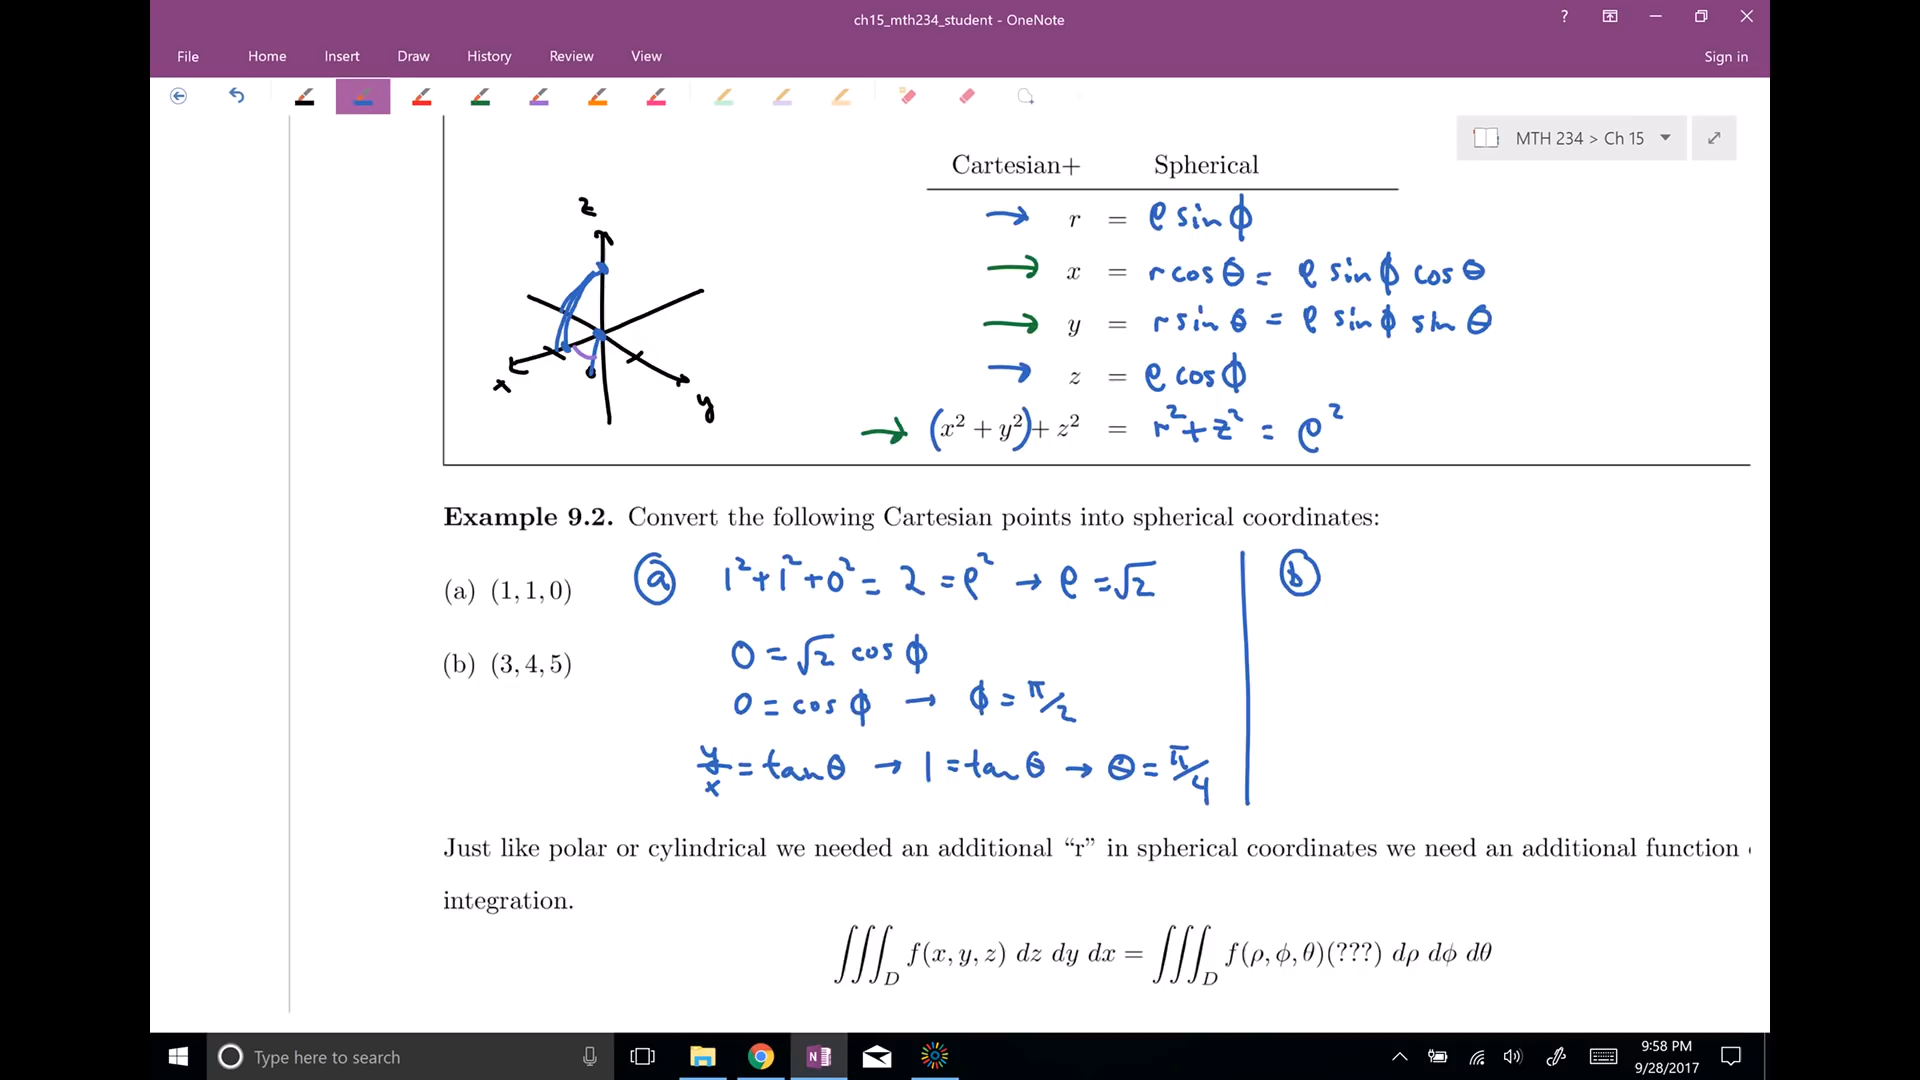 ch15_mth234_student - OneNote
?
File Home Insert Draw History Review View Sign in
MTH 234 > Ch 15
Cartesian+ Spherical
r = ρ sin ϕ
x = r cos θ = ρ sin ϕ cos θ
y = r sin θ = ρ sin ϕ sin θ
z = ρ cos ϕ
(x² + y²) + z² = r² + z² = ρ²
z
x
y
Example 9.2. Convert the following Cartesian points into spherical coordinates:
(a) (1, 1, 0)
(b) (3, 4, 5)
ⓐ 1² + 1² + 0² = 2 = ρ² → ρ = √2
0 = √2 cos ϕ
0 = cos ϕ → ϕ = π/2
y/x = tan θ → 1 = tan θ → θ = π/4
ⓑ
Just like polar or cylindrical we needed an additional “r” in spherical coordinates we need an additional function
integration.
∭_D f(x, y, z) dz dy dx = ∭_D f(ρ, ϕ, θ)(???) dρ dϕ dθ
Type here to search
9:58 PM
9/28/2017